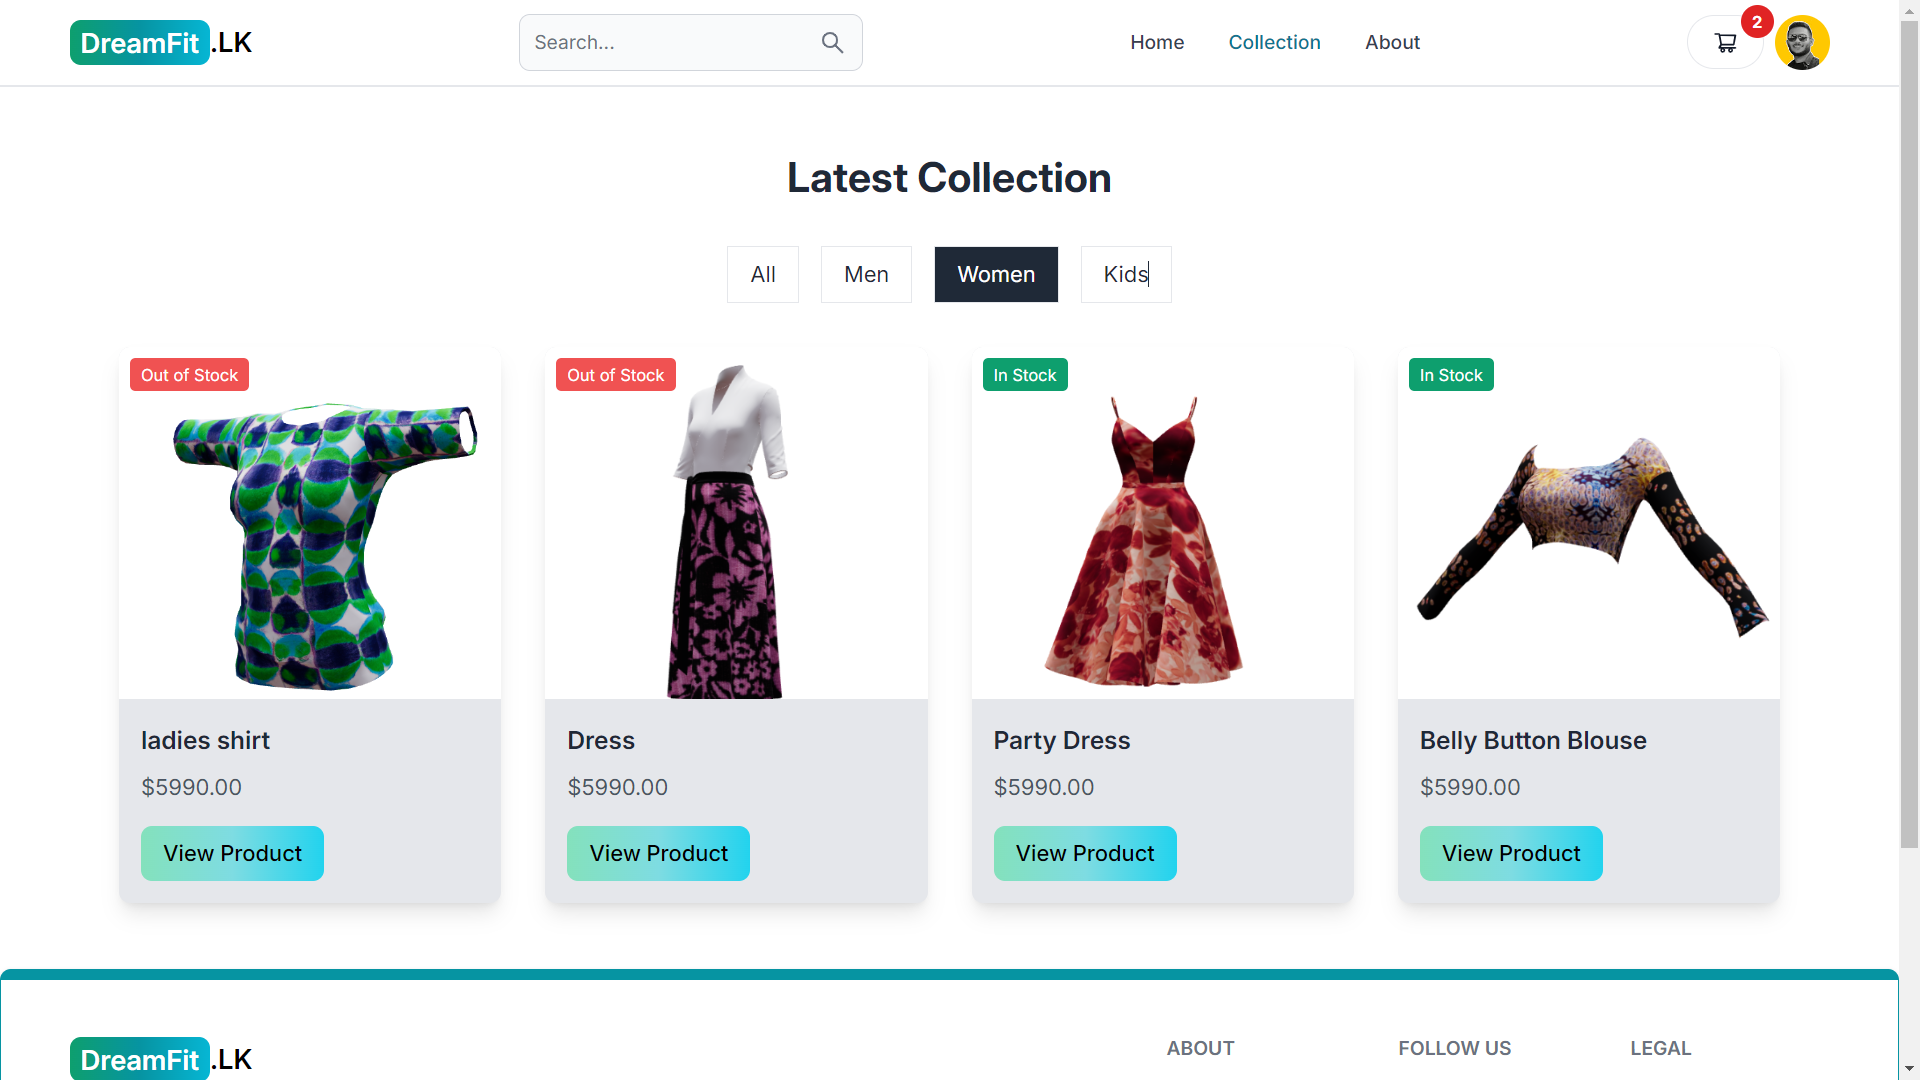 DreamFit.LK
Search...
Home Collection About
2
Latest Collection
All Men Women Kids
Out of Stock Out of Stock In Stock In Stock
ladies shirt Dress Party Dress Belly Button Blouse
$5990.00 $5990.00 $5990.00 $5990.00
View Product View Product View Product View Product
DreamFit.LK
ABOUT FOLLOW US LEGAL